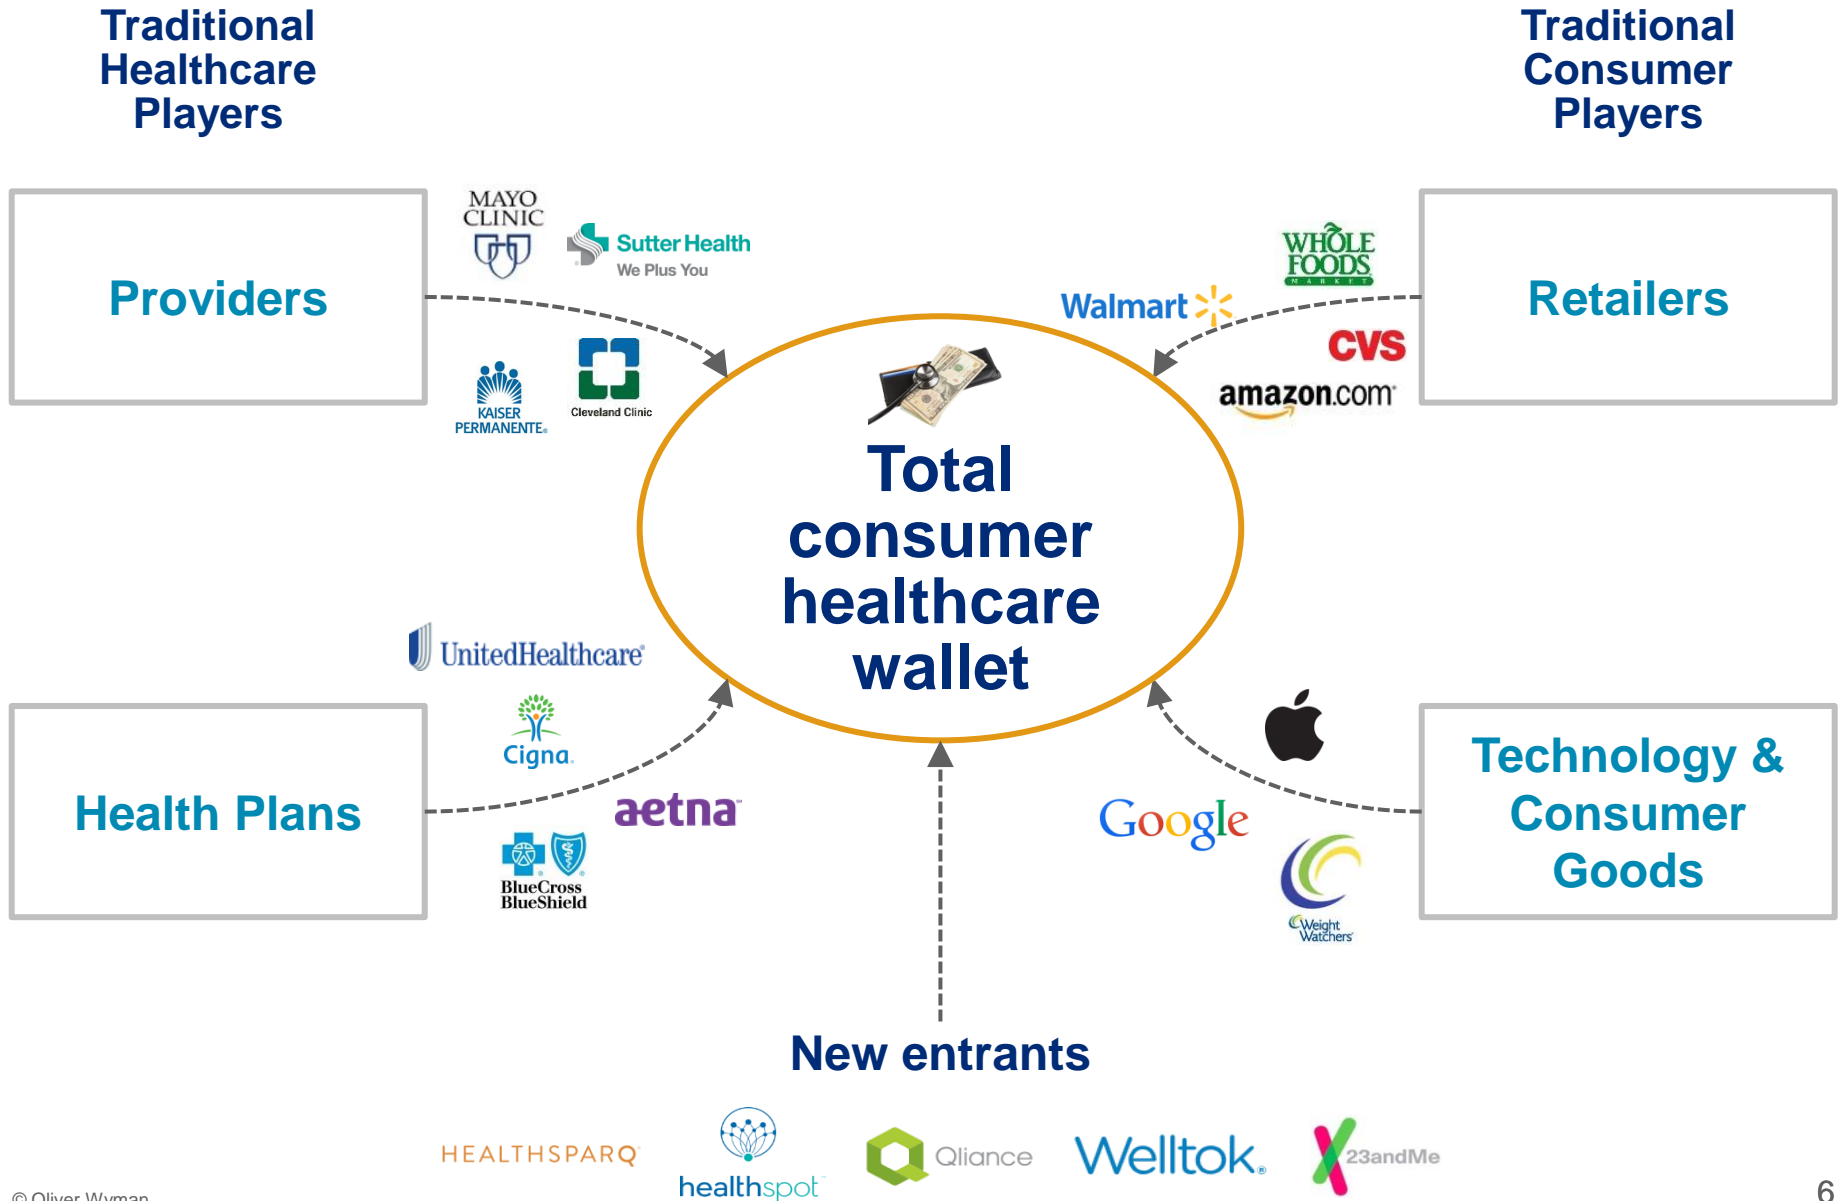 Traditional
Healthcare
Players
Traditional
Consumer
Players
Providers
MAYO
CLINIC
Sutter Health
We Plus You
KAISER
PERMANENTE®
Cleveland Clinic
WHOLE
FOODS
MARKET
Walmart
CVS
amazon.com
Retailers
Total
consumer
healthcare
wallet
UnitedHealthcare®
Cigna
aetna
BlueCross
BlueShield
Health Plans
Google
Weight
Watchers
Technology &
Consumer
Goods
New entrants
HEALTHSPARQ
healthspot
Qliance
Welltok®
23andMe
© Oliver Wyman
6